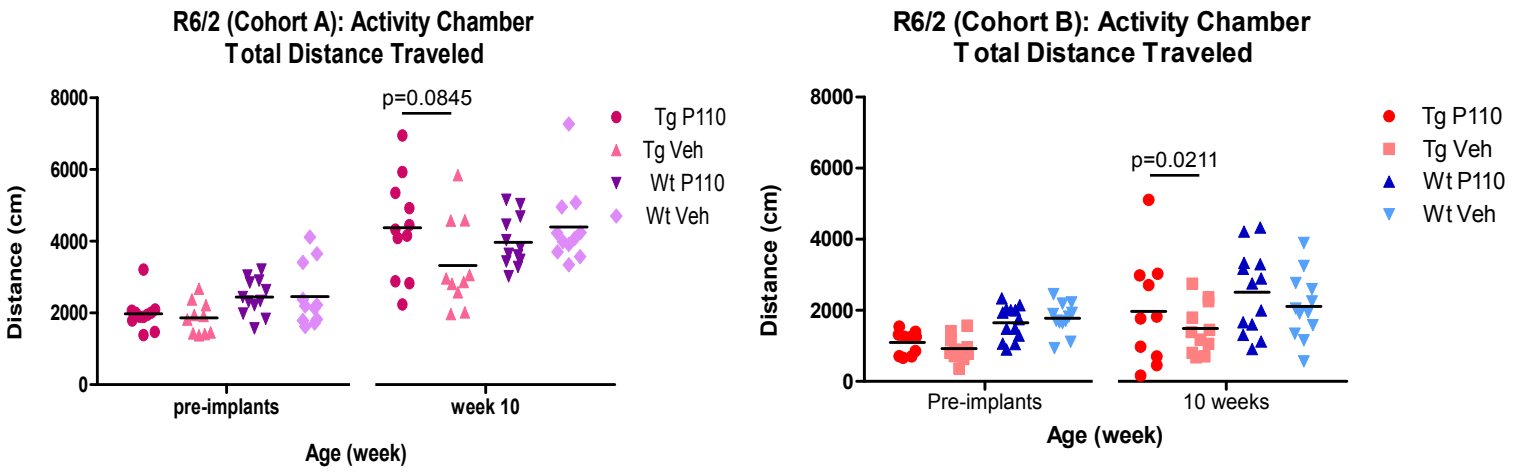 R6/2 (Cohort A): Activity Chamber
Total Distance Traveled
8000
6000
4000
2000
0
Distance (cm)
p=0.0845
pre-implants
week 10
Age (week)
Tg P110
Tg Veh
Wt P110
Wt Veh
R6/2 (Cohort B): Activity Chamber
Total Distance Traveled
8000
6000
4000
2000
0
Distance (cm)
p=0.0211
Pre-implants
10 weeks
Age (week)
Tg P110
Tg Veh
Wt P110
Wt Veh